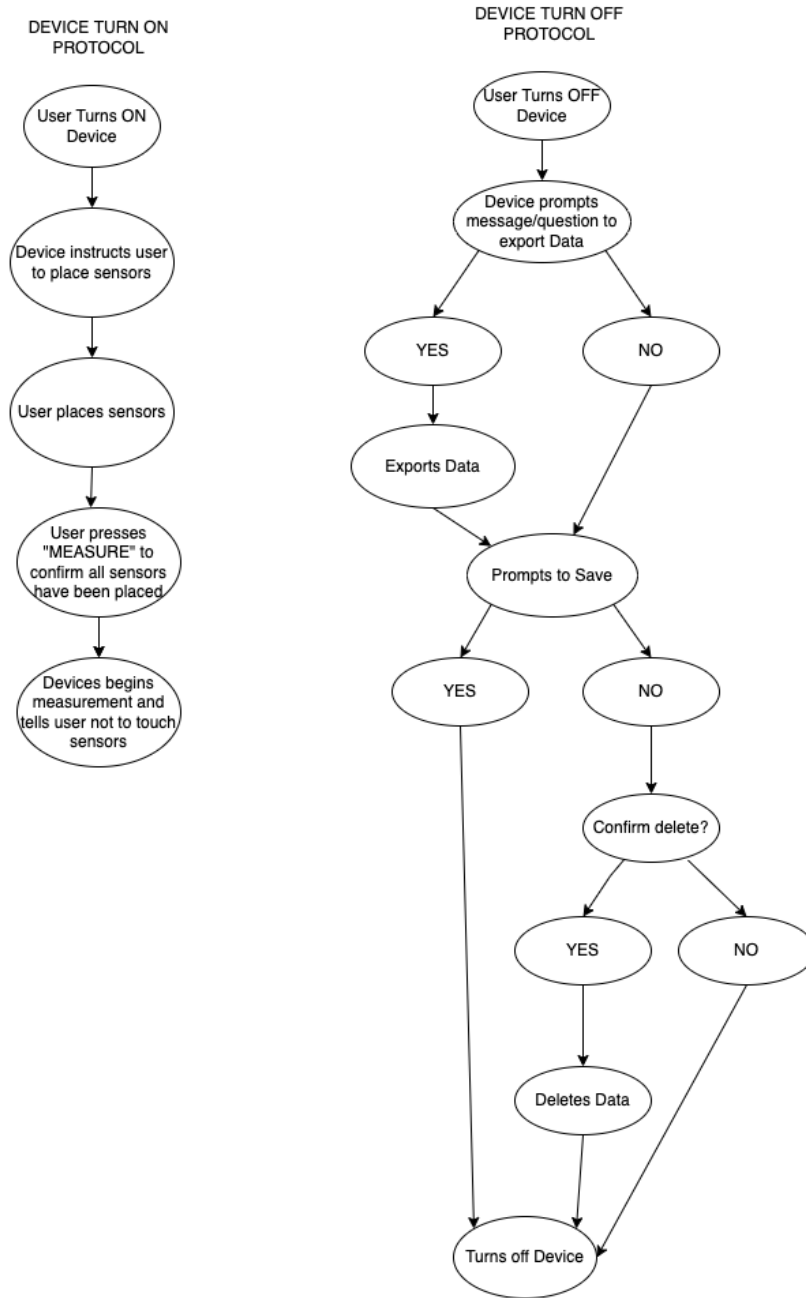 DEVICE TURN ON
PROTOCOL
User Turns ON
Device
Device instructs user
to place sensors
User places sensors
User presses
"MEASURE" to
confirm all sensors
have been placed
Devices begins
measurement and
tells user not to touch
sensors
DEVICE TURN OFF
PROTOCOL
User Turns OFF
Device
Device prompts
message/question to
export Data
YES
NO
Exports Data
Prompts to Save
YES
NO
Confirm delete?
YES
NO
Deletes Data
Turns off Device